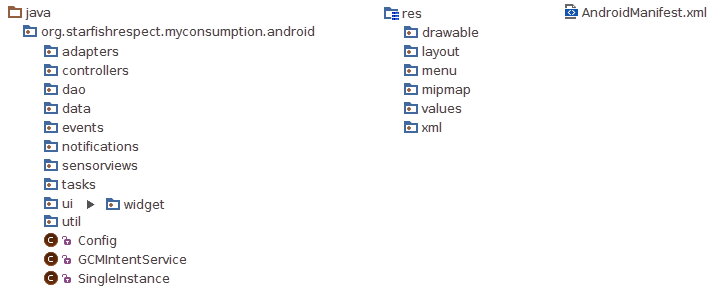 java
org.starfishrespect.myconsumption.android
adapters
controllers
dao
data
events
notifications
sensorviews
tasks
ui widget
util
C Config
C GCMIntentService
C SingleInstance
res
drawable
layout
menu
mipmap
values
xml
AndroidManifest.xml